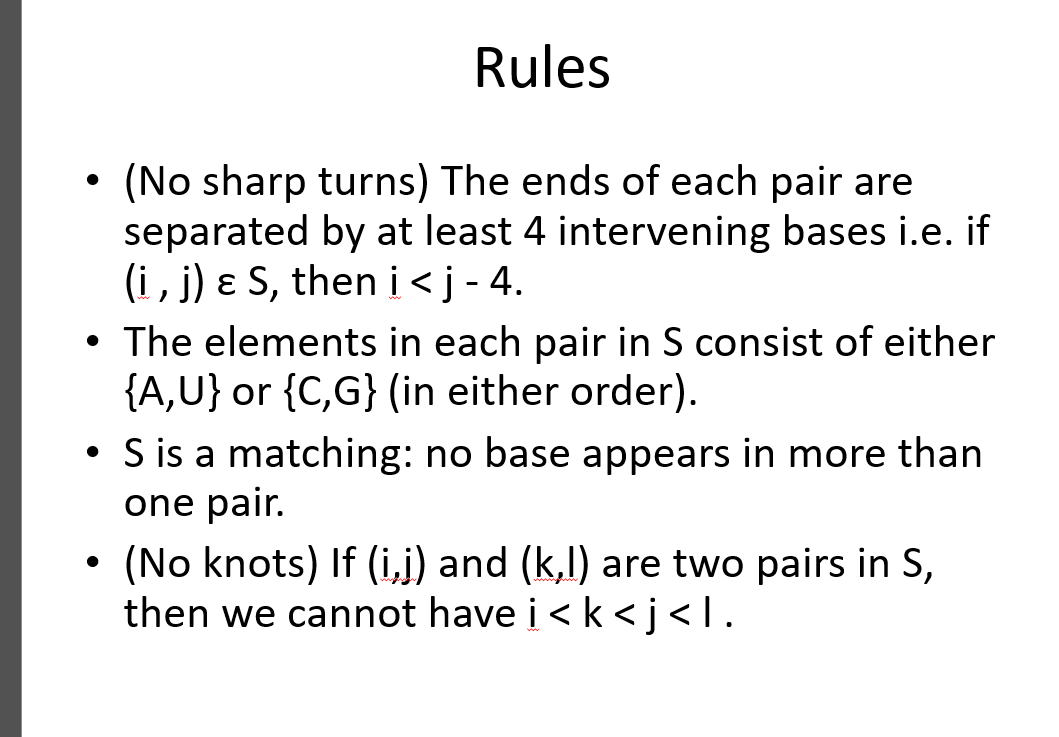 Rules
• (No sharp turns) The ends of each pair are
separated by at least 4 intervening bases i.e. if
(i , j) ε S, then i < j - 4.
• The elements in each pair in S consist of either
{A,U} or {C,G} (in either order).
• S is a matching: no base appears in more than
one pair.
• (No knots) If (i,j) and (k,l) are two pairs in S,
then we cannot have i < k < j < l .